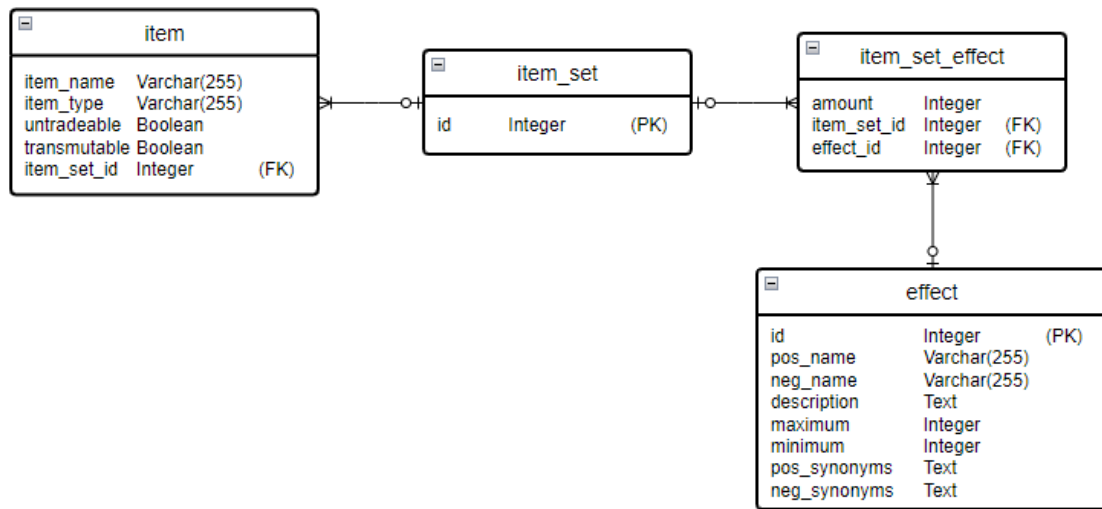 item
item_name Varchar(255)
item_type Varchar(255)
untradeable Boolean
transmutable Boolean
item_set_id Integer (FK)
item_set
id Integer (PK)
item_set_effect
amount Integer
item_set_id Integer (FK)
effect_id Integer (FK)
effect
id Integer (PK)
pos_name Varchar(255)
neg_name Varchar(255)
description Text
maximum Integer
minimum Integer
pos_synonyms Text
neg_synonyms Text